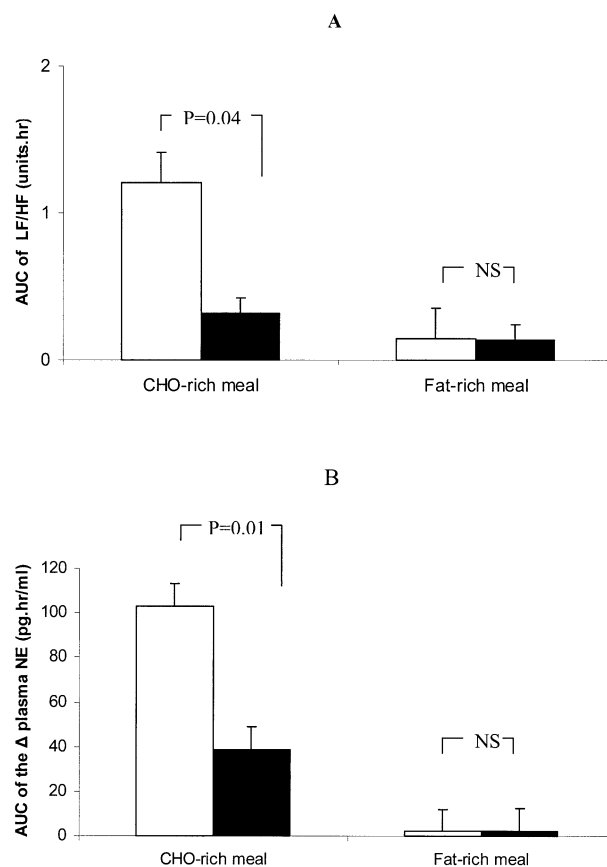 A
2
1
0
AUC of LF/HF (units.hr)
P=0.04
NS
CHO-rich meal
Fat-rich meal
B
120
100
80
60
40
20
0
AUC of the Δ plasma NE (pg.hr/ml)
P=0.01
NS
CHO-rich meal
Fat-rich meal